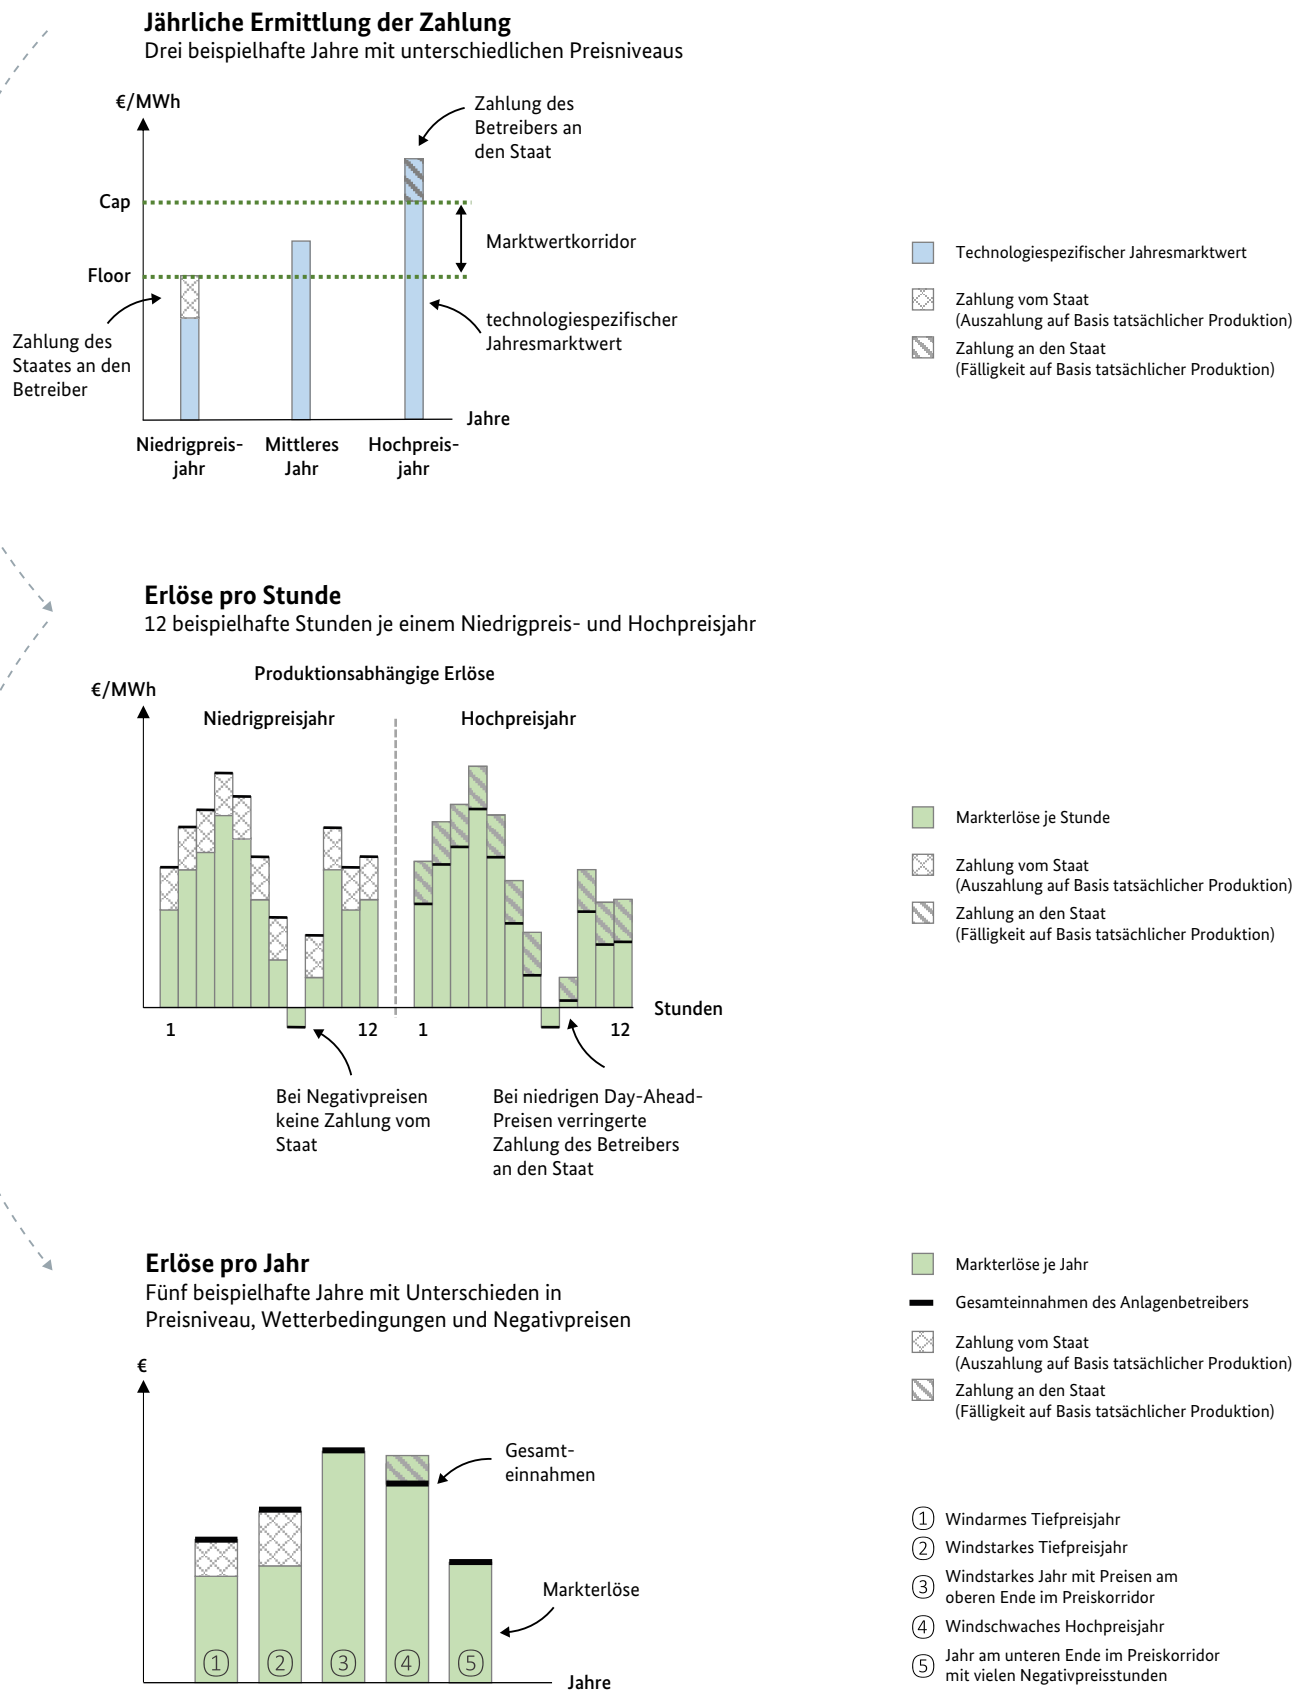 Jährliche Ermittlung der Zahlung
Drei beispielhafte Jahre mit unterschiedlichen Preisniveaus
€/MWh
Zahlung des
Betreibers an
den Staat
Cap
Marktwertkorridor
Floor
technologiespezifischer
Jahresmarktwert
Zahlung des
Staates an den
Betreiber
Jahre
Niedrigpreis-
jahr
Mittleres
Jahr
Hochpreis-
jahr
Technologiespezifischer Jahresmarktwert
Zahlung vom Staat
(Auszahlung auf Basis tatsächlicher Produktion)
Zahlung an den Staat
(Fälligkeit auf Basis tatsächlicher Produktion)
Erlöse pro Stunde
12 beispielhafte Stunden je einem Niedrigpreis- und Hochpreisjahr
Produktionsabhängige Erlöse
€/MWh
Niedrigpreisjahr
Hochpreisjahr
Stunden
1
12
1
12
Bei Negativpreisen
keine Zahlung vom
Staat
Bei niedrigen Day-Ahead-
Preisen verringerte
Zahlung des Betreibers
an den Staat
Markterlöse je Stunde
Zahlung vom Staat
(Auszahlung auf Basis tatsächlicher Produktion)
Zahlung an den Staat
(Fälligkeit auf Basis tatsächlicher Produktion)
Erlöse pro Jahr
Fünf beispielhafte Jahre mit Unterschieden in
Preisniveau, Wetterbedingungen und Negativpreisen
€
Gesamt-
einnahmen
Markterlöse
1
2
3
4
5
Jahre
Markterlöse je Jahr
Gesamteinnahmen des Anlagenbetreibers
Zahlung vom Staat
(Auszahlung auf Basis tatsächlicher Produktion)
Zahlung an den Staat
(Fälligkeit auf Basis tatsächlicher Produktion)
1 Windarmes Tiefpreisjahr
2 Windstarkes Tiefpreisjahr
3 Windstarkes Jahr mit Preisen am
oberen Ende im Preiskorridor
4 Windschwaches Hochpreisjahr
5 Jahr am unteren Ende im Preiskorridor
mit vielen Negativpreisstunden